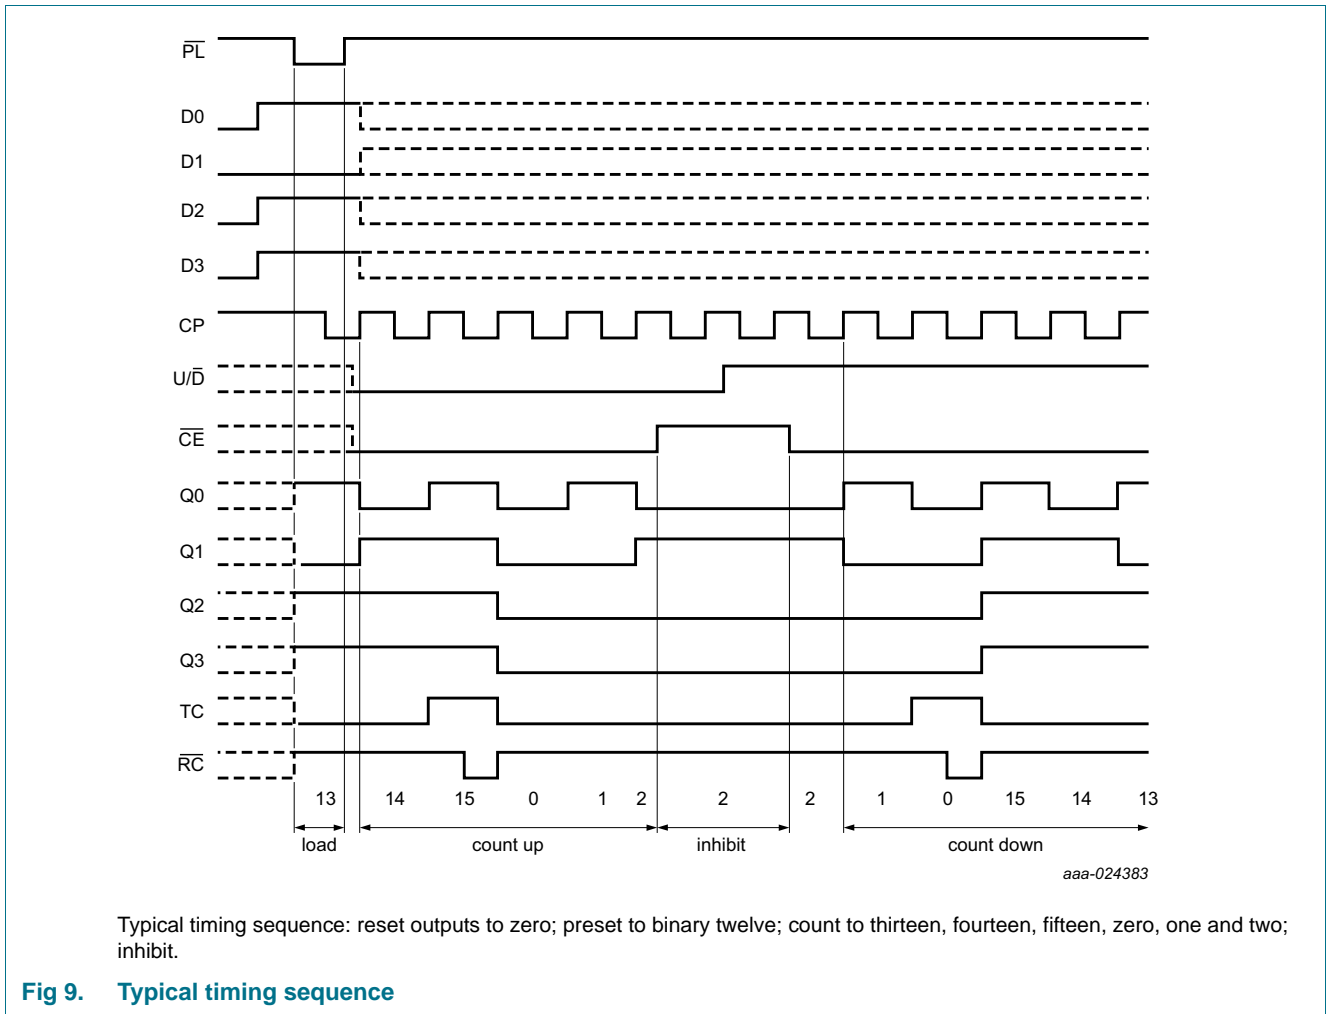 PL
D0
D1
D2
D3
CP
U/D
CE
Q0
Q1
Q2
Q3
TC
RC
13 14 15 0 1 2 2 2 1 0 15 14 13
load count up inhibit count down
aaa-024383
Typical timing sequence: reset outputs to zero; preset to binary twelve; count to thirteen, fourteen, fifteen, zero, one and two;
inhibit.
Fig 9. Typical timing sequence